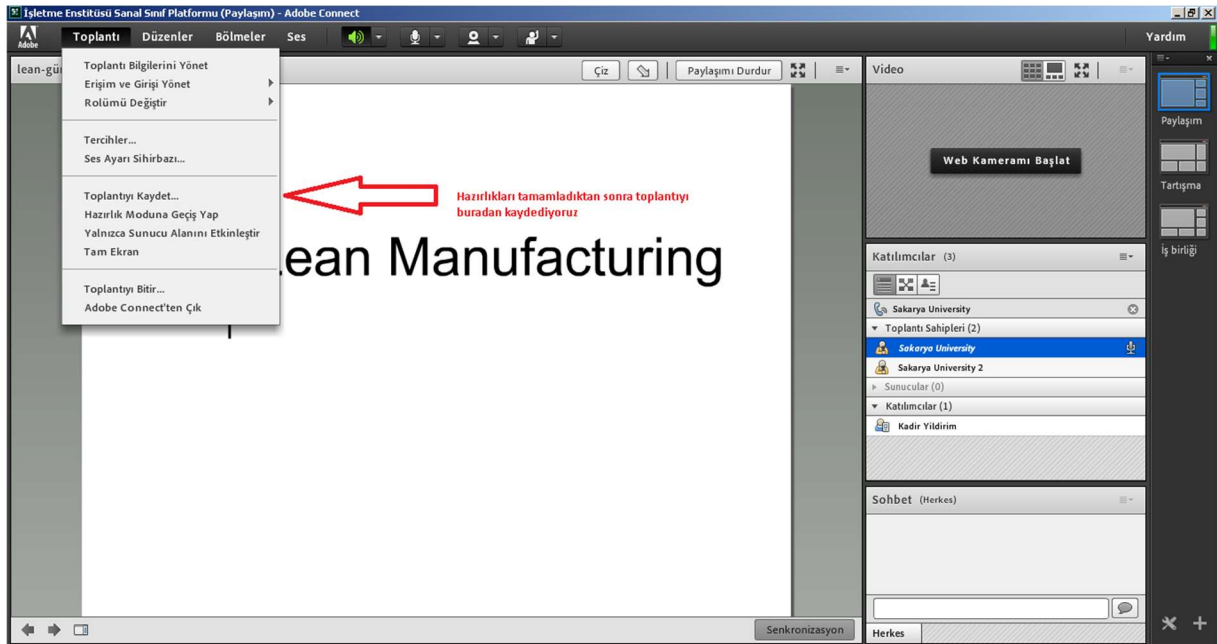 İşletme Enstitüsü Sanal Sınıf Platformu (Paylaşım) - Adobe Connect
Adobe
Toplantı Düzenler Bölmeler Ses
Yardım
Toplantı Bilgilerini Yönet
Erişim ve Girişi Yönet
Rolümü Değiştir
Tercihler...
Ses Ayarı Sihirbazı...
Toplantıyı Kaydet...
Hazırlık Moduna Geçiş Yap
Yalnızca Sunucu Alanını Etkinleştir
Tam Ekran
Toplantıyı Bitir...
Adobe Connect'ten Çık
Çiz
Paylaşımı Durdur
Hazırlıkları tamamladıktan sonra toplantıyı
buradan kaydediyoruz
Manufacturing
Senkronizasyon
Video
Web Kameramı Başlat
Katılımcılar (3)
Sakarya University
Toplantı Sahipleri (2)
Sakarya University
Sakarya University 2
Sunucular (0)
Katılımcılar (1)
Kadir Yildirim
Sohbet (Herkes)
Herkes
Paylaşım
Tartışma
İş birliği